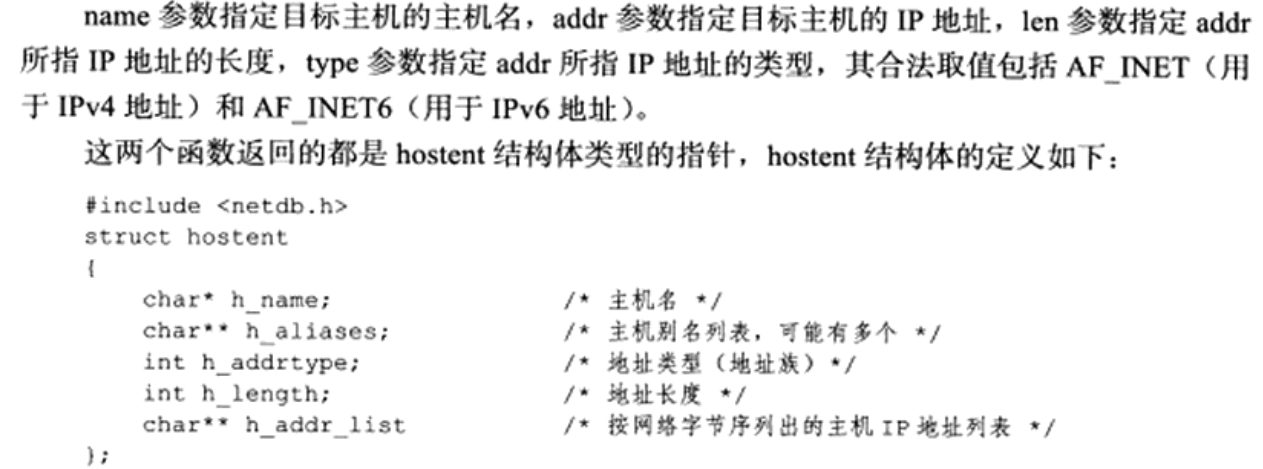 name 参数指定目标主机的主机名，addr 参数指定目标主机的 IP 地址，len 参数指定 addr
所指 IP 地址的长度，type 参数指定 addr 所指 IP 地址的类型，其合法取值包括 AF_INET（用
于 IPv4 地址）和 AF_INET6（用于 IPv6 地址）。
这两个函数返回的都是 hostent 结构体类型的指针，hostent 结构体的定义如下：
#include <netdb.h>
struct hostent
{
char* h_name; /* 主机名 */
char** h_aliases; /* 主机别名列表，可能有多个 */
int h_addrtype; /* 地址类型（地址族）*/
int h_length; /* 地址长度 */
char** h_addr_list /* 按网络字节序列出的主机 IP 地址列表 */
};